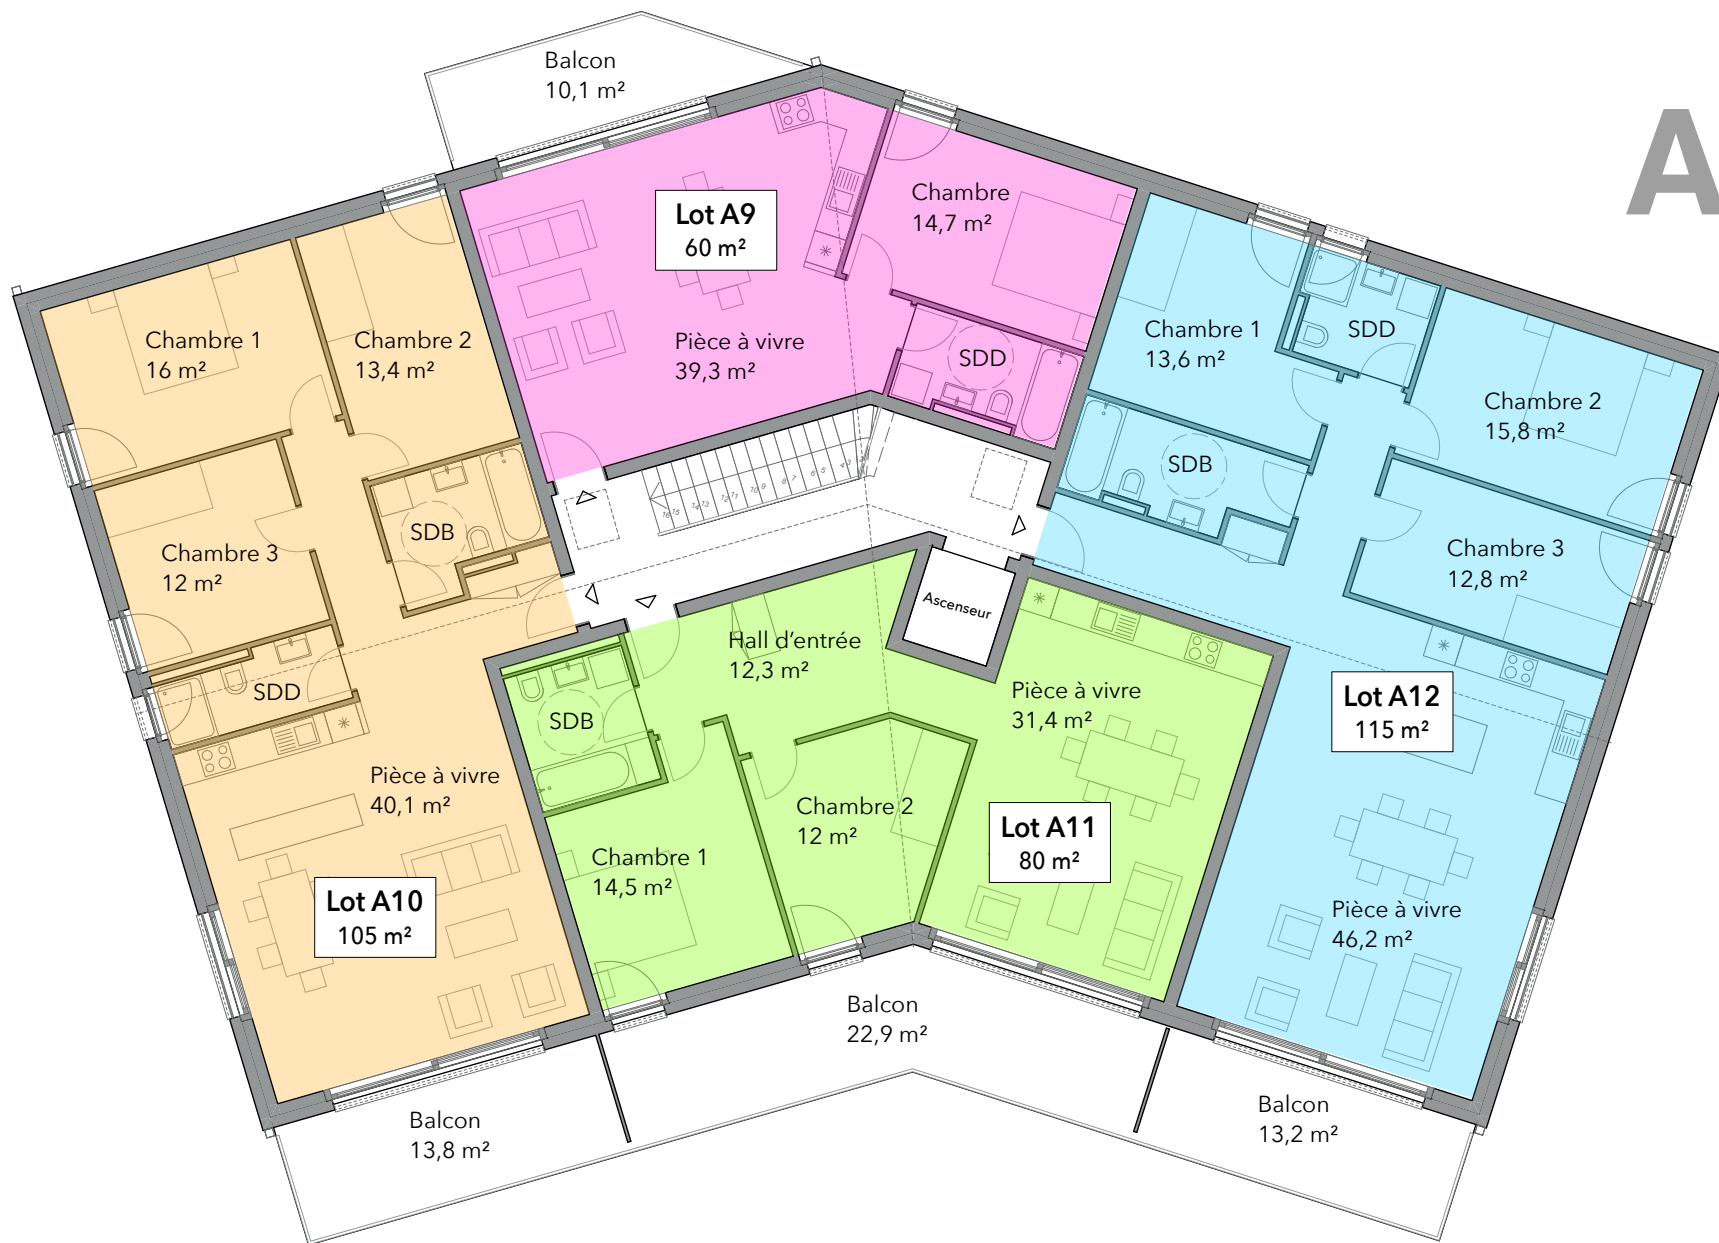 A
Balcon
10,1 m²
Lot A9
60 m²
Chambre
14,7 m²
Pièce à vivre
39,3 m²
SDD
Chambre 1
16 m²
Chambre 2
13,4 m²
Chambre 3
12 m²
SDB
SDD
Pièce à vivre
40,1 m²
Lot A10
105 m²
Balcon
13,8 m²
Chambre 1
13,6 m²
SDD
Chambre 2
15,8 m²
SDB
Chambre 3
12,8 m²
Lot A12
115 m²
Pièce à vivre
46,2 m²
Balcon
13,2 m²
Ascenseur
Hall d'entrée
12,3 m²
SDB
Pièce à vivre
31,4 m²
Chambre 2
12 m²
Chambre 1
14,5 m²
Lot A11
80 m²
Balcon
22,9 m²